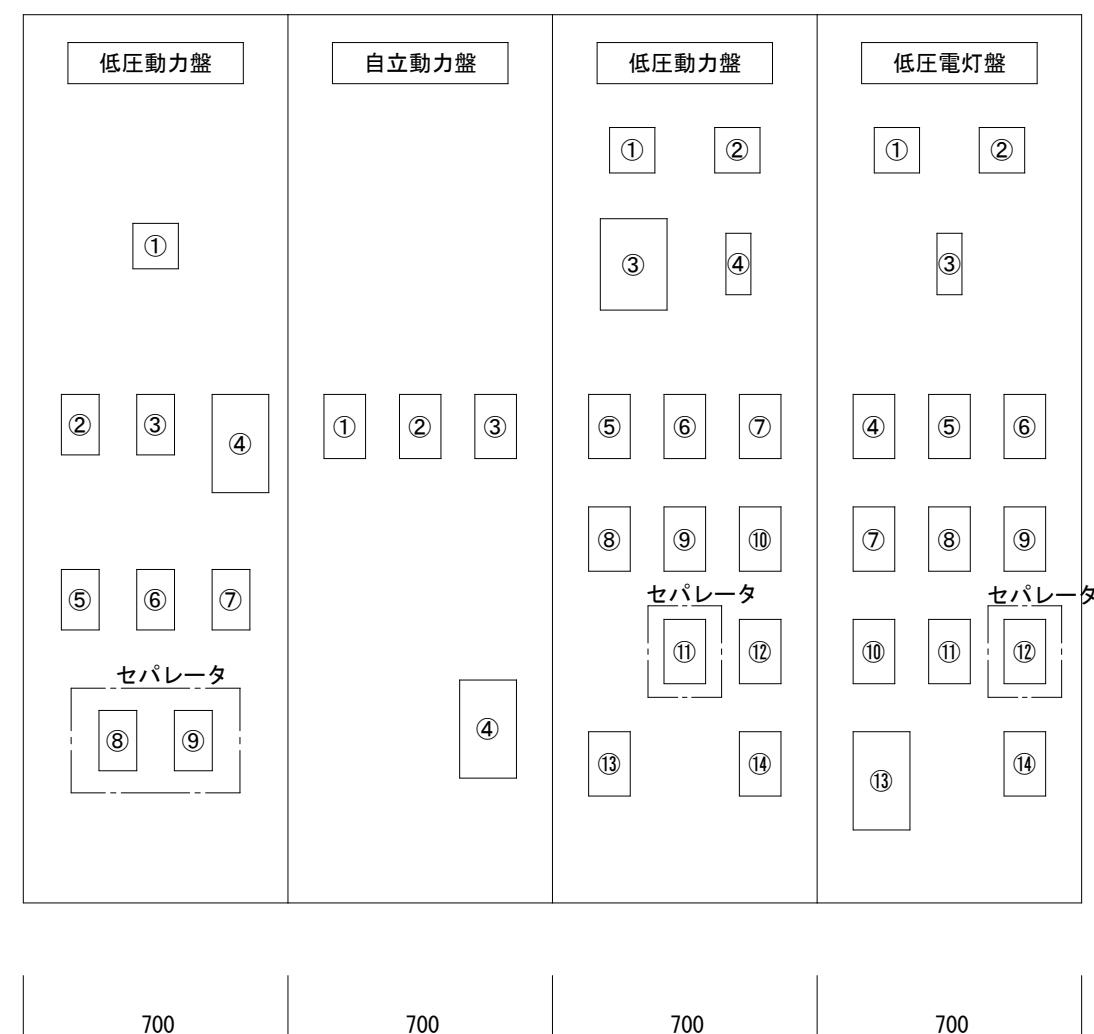 低圧動力盤 自立動力盤 低圧動力盤 低圧電灯盤
① ② ① ②
① ③ ④ ③
② ③ ④ ① ② ③ ⑤ ⑥ ⑦ ④ ⑤ ⑥
⑧ ⑨ ⑩ ⑦ ⑧ ⑨
⑤ ⑥ ⑦ セパレータ セパレータ
⑪ ⑫ ⑩ ⑪ ⑫
セパレータ
⑧ ⑨ ④ ⑬ ⑭ ⑬ ⑭
700 700 700 700